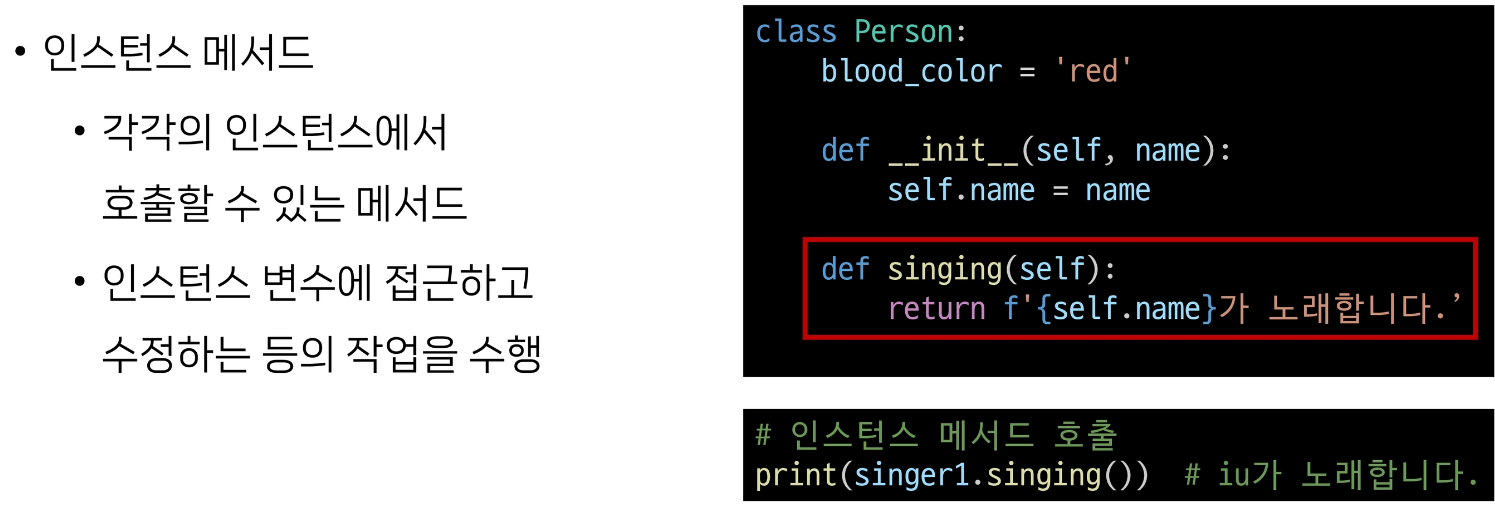 • 인스턴스 메서드
• 각각의 인스턴스에서
호출할 수 있는 메서드
• 인스턴스 변수에 접근하고
수정하는 등의 작업을 수행
class Person:
    blood_color = 'red'
    def __init__(self, name):
        self.name = name
    def singing(self):
        return f'{self.name}가 노래합니다.’
# 인스턴스 메서드 호출
print(singer1.singing())  # iu가 노래합니다.